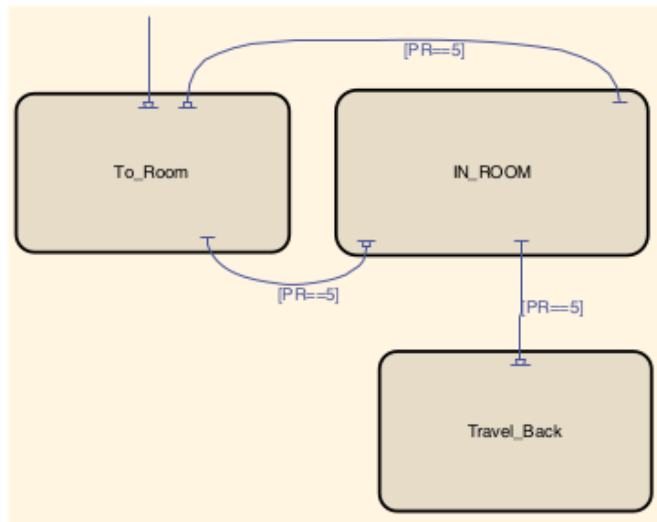 [PR==5]
To_Room
IN_ROOM
[PR==5]
[PR==5]
Travel_Back